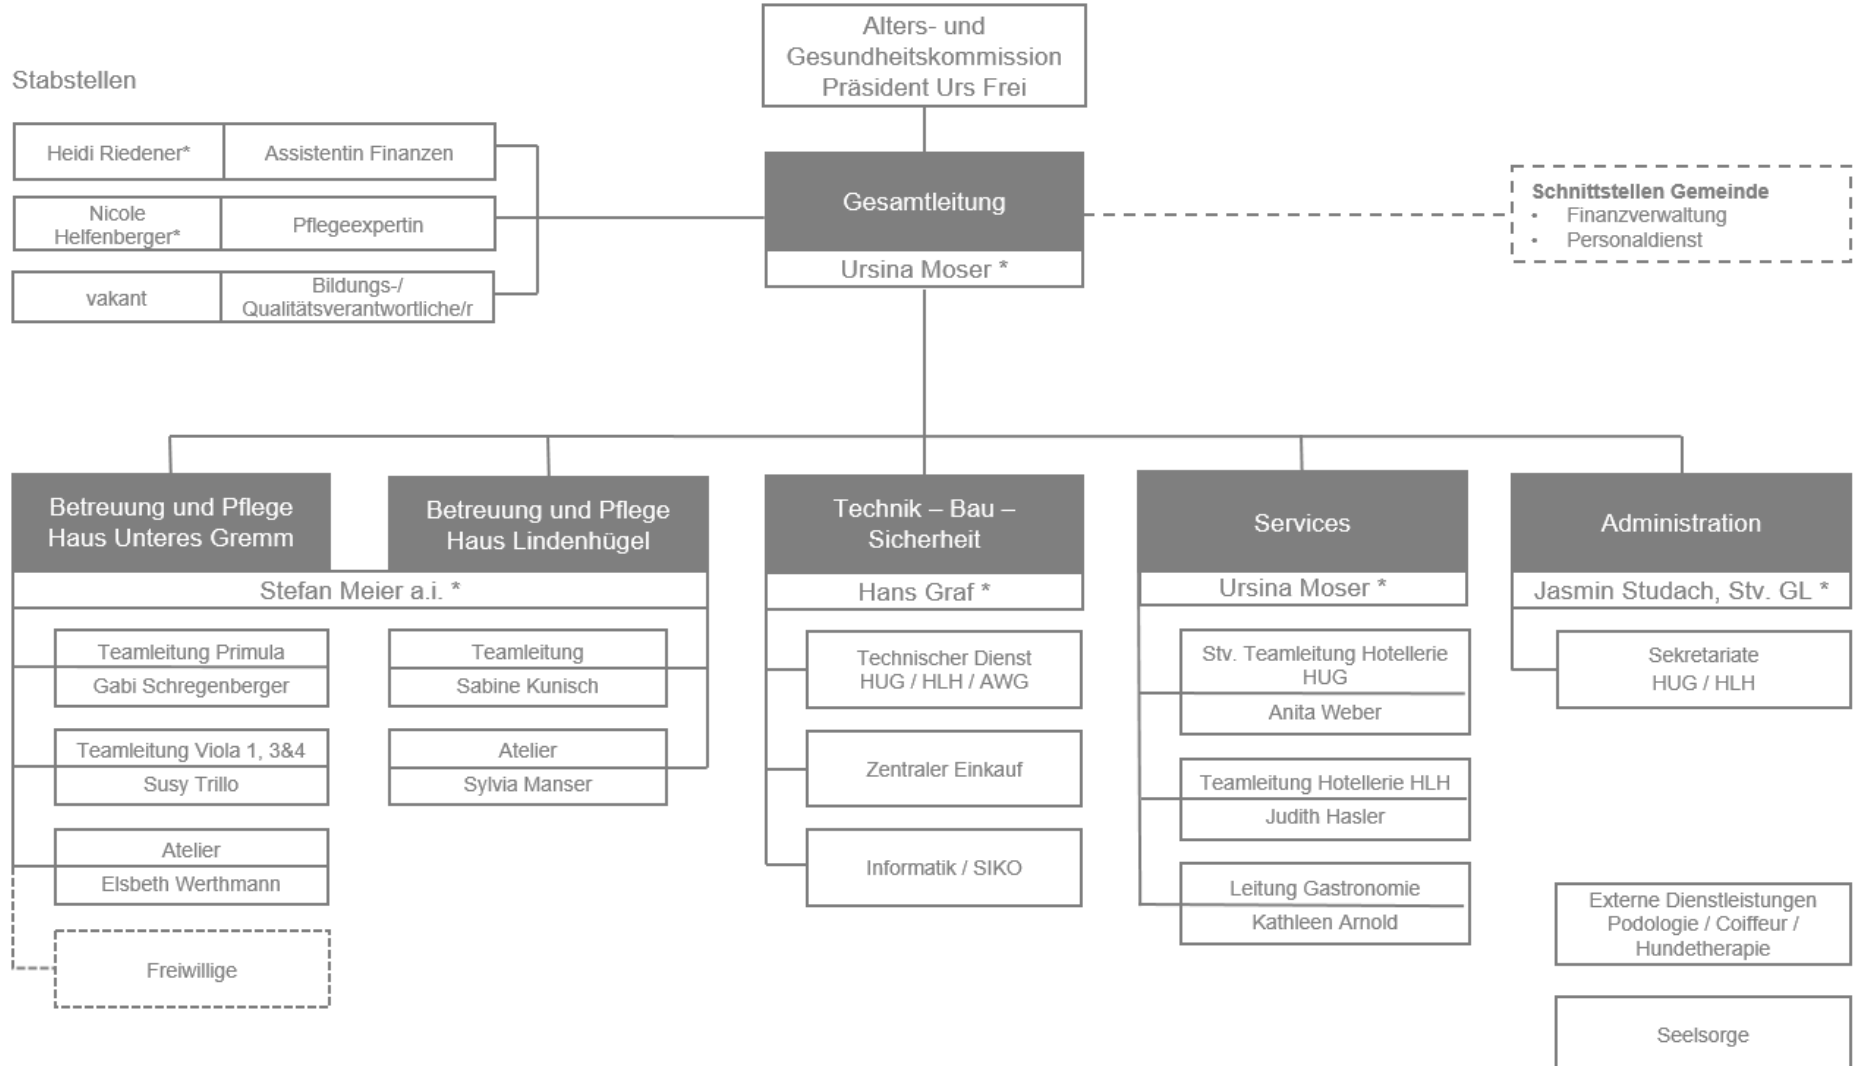 Alters- und
Gesundheitskommission
Präsident Urs Frei
Stabstellen
Heidi Riedener*
Assistentin Finanzen
Nicole
Helfenberger*
Pflegeexpertin
vakant
Bildungs-/
Qualitätsverantwortliche/r
Gesamtleitung
Ursina Moser *
Schnittstellen Gemeinde
• Finanzverwaltung
• Personaldienst
Betreuung und Pflege
Haus Unteres Gremm
Betreuung und Pflege
Haus Lindenhügel
Stefan Meier a.i. *
Teamleitung Primula
Gabi Schregenberger
Teamleitung Viola 1, 3&4
Susy Trillo
Atelier
Elsbeth Werthmann
Freiwillige
Teamleitung
Sabine Kunisch
Atelier
Sylvia Manser
Technik – Bau –
Sicherheit
Hans Graf *
Technischer Dienst
HUG / HLH / AWG
Zentraler Einkauf
Informatik / SIKO
Services
Ursina Moser *
Stv. Teamleitung Hotellerie
HUG
Anita Weber
Teamleitung Hotellerie HLH
Judith Hasler
Leitung Gastronomie
Kathleen Arnold
Administration
Jasmin Studach, Stv. GL *
Sekretariate
HUG / HLH
Externe Dienstleistungen
Podologie / Coiffeur /
Hundetherapie
Seelsorge